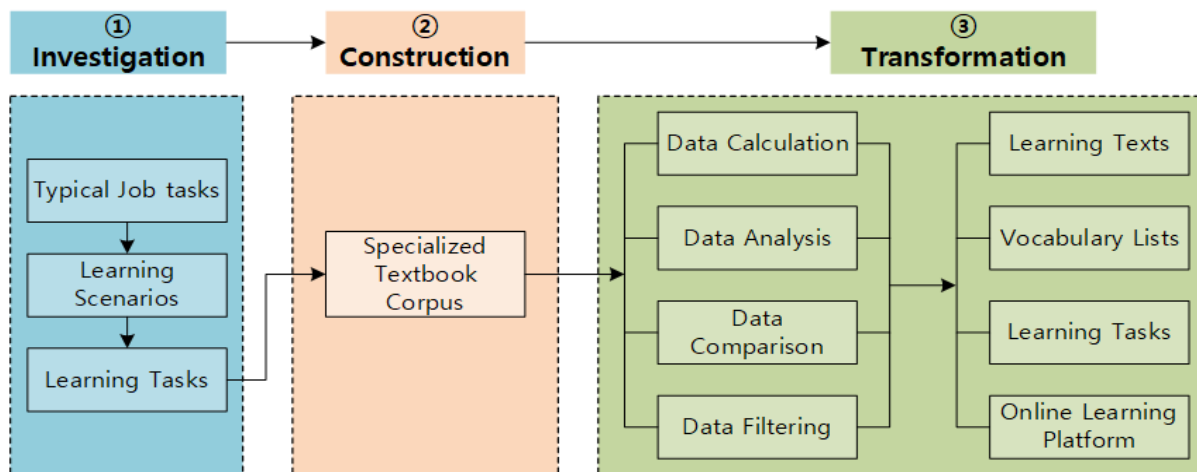 ①
Investigation
②
Construction
③
Transformation
Typical Job tasks
Learning
Scenarios
Learning Tasks
Specialized
Textbook
Corpus
Data Calculation
Data Analysis
Data
Comparison
Data Filtering
Learning Texts
Vocabulary Lists
Learning Tasks
Online Learning
Platform